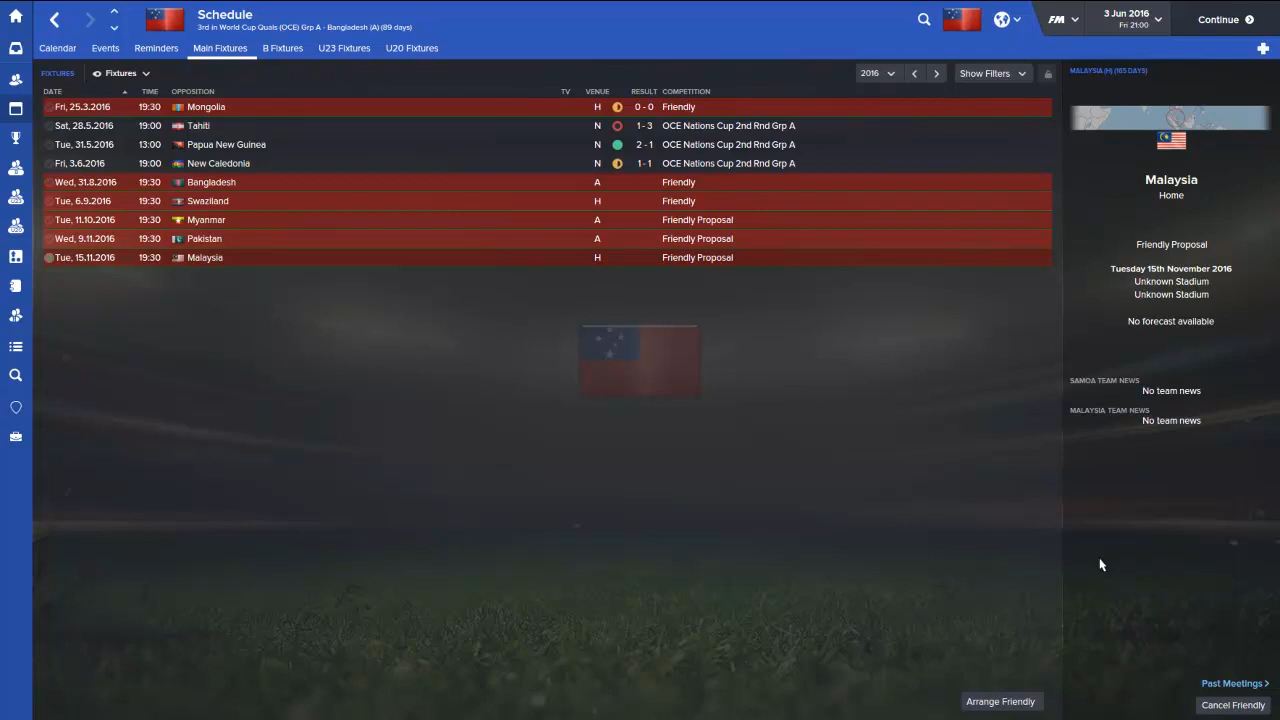 Schedule
3rd in World Cup Quals (OCE) Grp A - Bangladesh (A) (89 days)
FM
3 Jun 2016
Fri 21:00
Continue
Calendar Events Reminders Main Fixtures B Fixtures U23 Fixtures U20 Fixtures
FIXTURES Fixtures 2016 Show Filters
DATE TIME OPPOSITION TV VENUE RESULT COMPETITION
Fri, 25.3.2016 19:30 Mongolia H 0 - 0 Friendly
Sat, 28.5.2016 19:00 Tahiti N 1 - 3 OCE Nations Cup 2nd Rnd Grp A
Tue, 31.5.2016 13:00 Papua New Guinea N 2 - 1 OCE Nations Cup 2nd Rnd Grp A
Fri, 3.6.2016 19:00 New Caledonia N 1 - 1 OCE Nations Cup 2nd Rnd Grp A
Wed, 31.8.2016 19:30 Bangladesh A Friendly
Tue, 6.9.2016 19:30 Swaziland H Friendly
Tue, 11.10.2016 19:30 Myanmar A Friendly Proposal
Wed, 9.11.2016 19:30 Pakistan A Friendly Proposal
Tue, 15.11.2016 19:30 Malaysia H Friendly Proposal
MALAYSIA (H) (165 DAYS)
Malaysia
Home
Friendly Proposal
Tuesday 15th November 2016
Unknown Stadium
Unknown Stadium
No forecast available
SAMOA TEAM NEWS
No team news
MALAYSIA TEAM NEWS
No team news
Past Meetings >
Arrange Friendly
Cancel Friendly